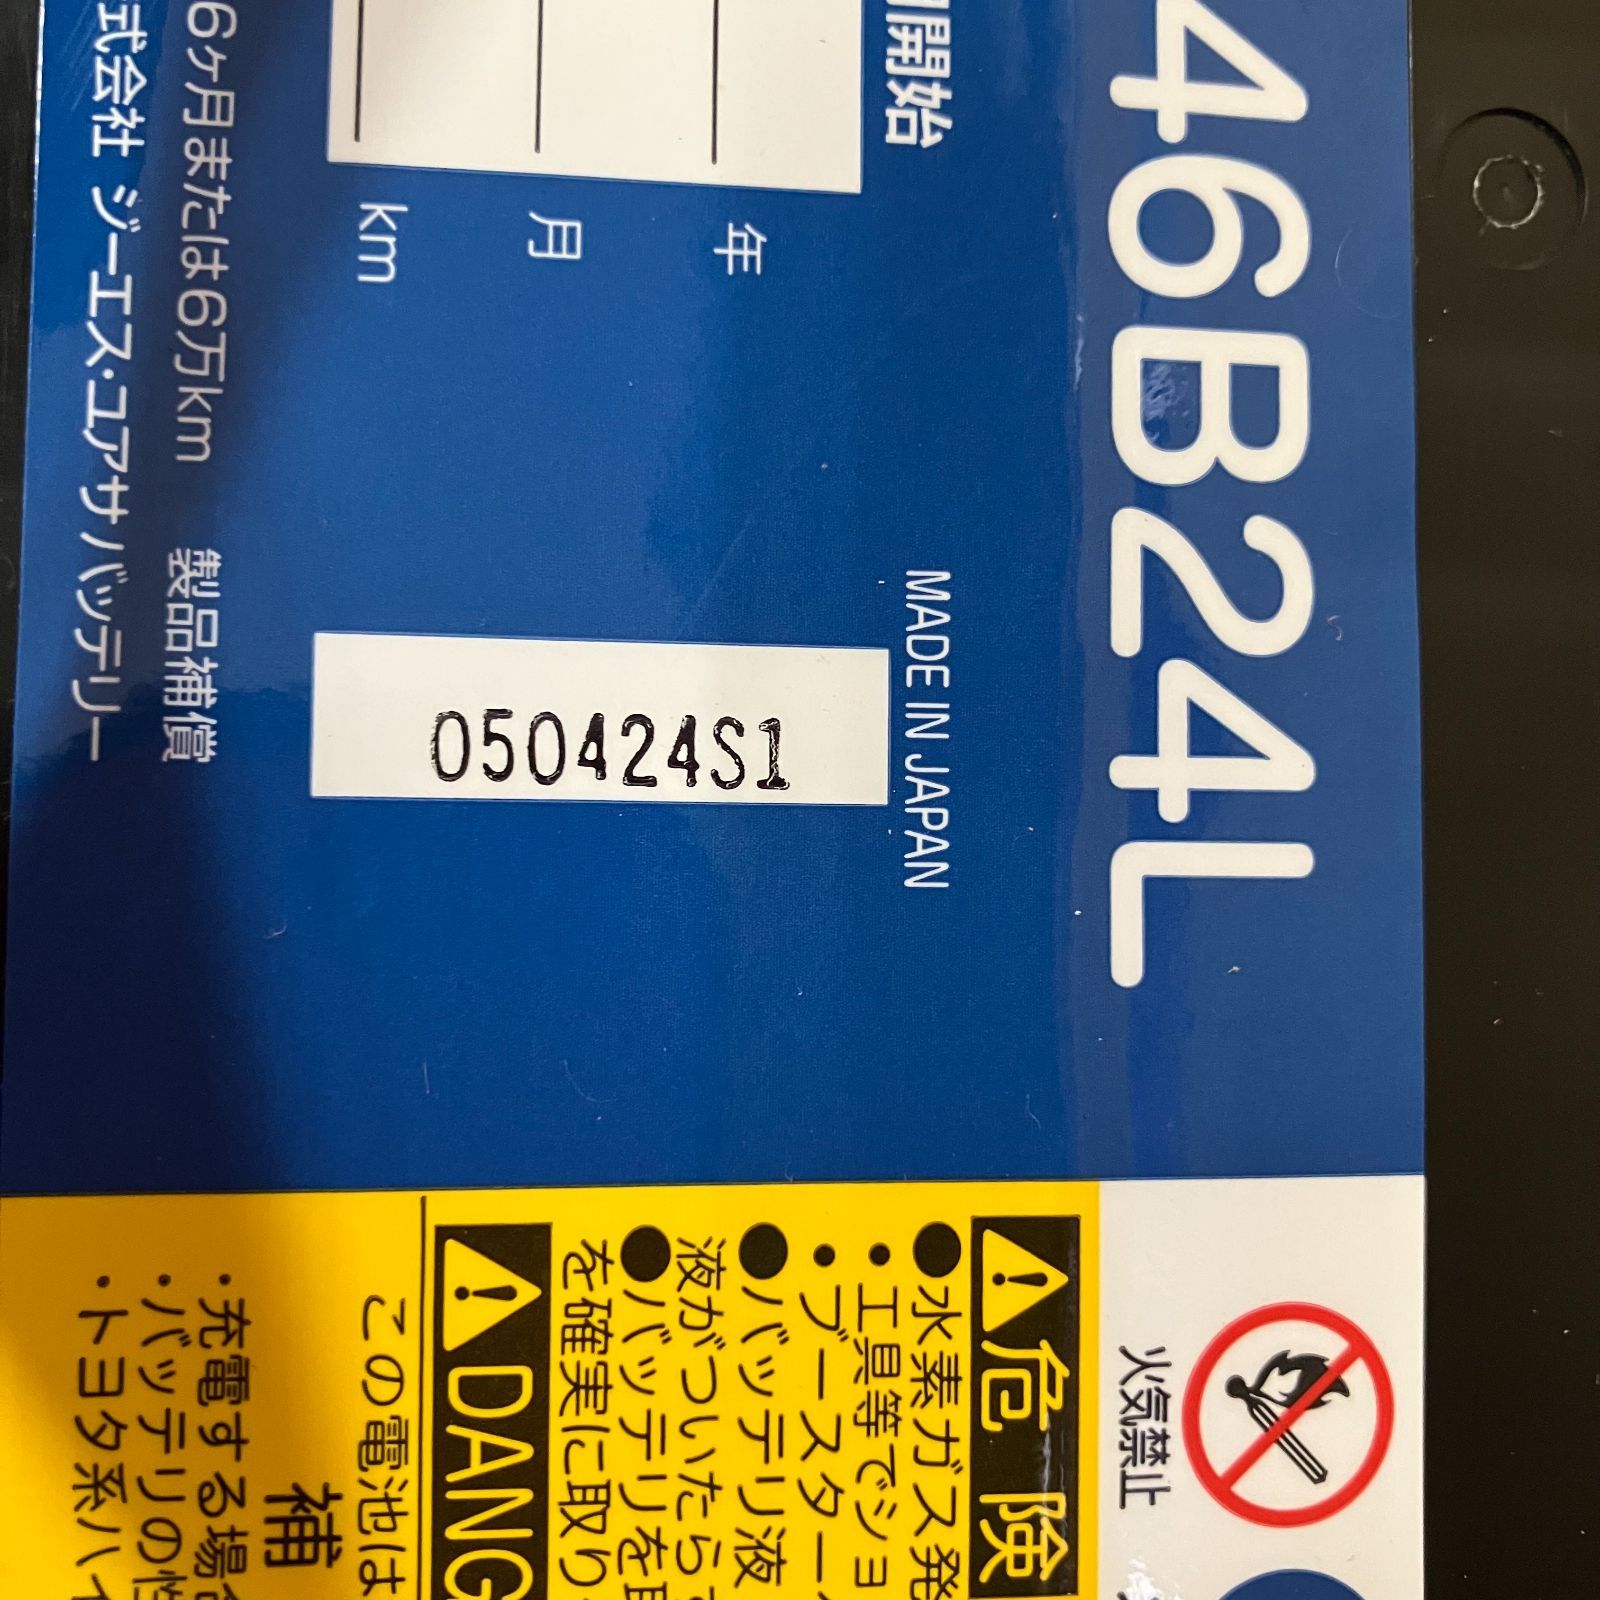 46B24L
開始
年
月
km
MADE IN JAPAN
050424S1
6ヶ月または6万km 製品補償
式会社 ジーエス・ユアサ バッテリー
火気禁止
危険
●水素ガス発
・工具等でショ
・ブースター
●バッテリ液
液がついたら
●バッテリを
を確実に取り
DANG
この電池は
補
・充電する場合
・バッテリの性
・トヨタ系ハイ